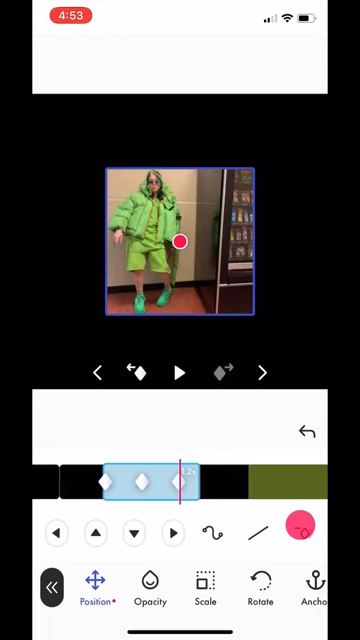 4:53
1.2s
Position
Opacity
Scale
Rotate
Ancho